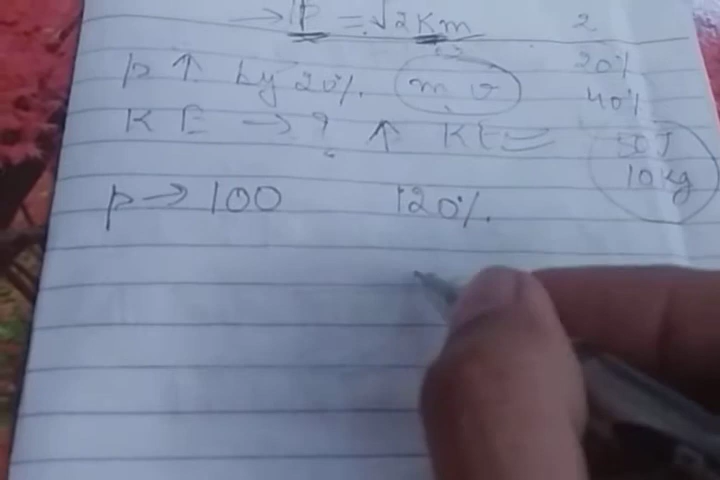 → P = √2Km 2
p ↑ by 20%. m v 20%
40%
KE → ? ↑ KE = 50J
10kg
p → 100 120%.